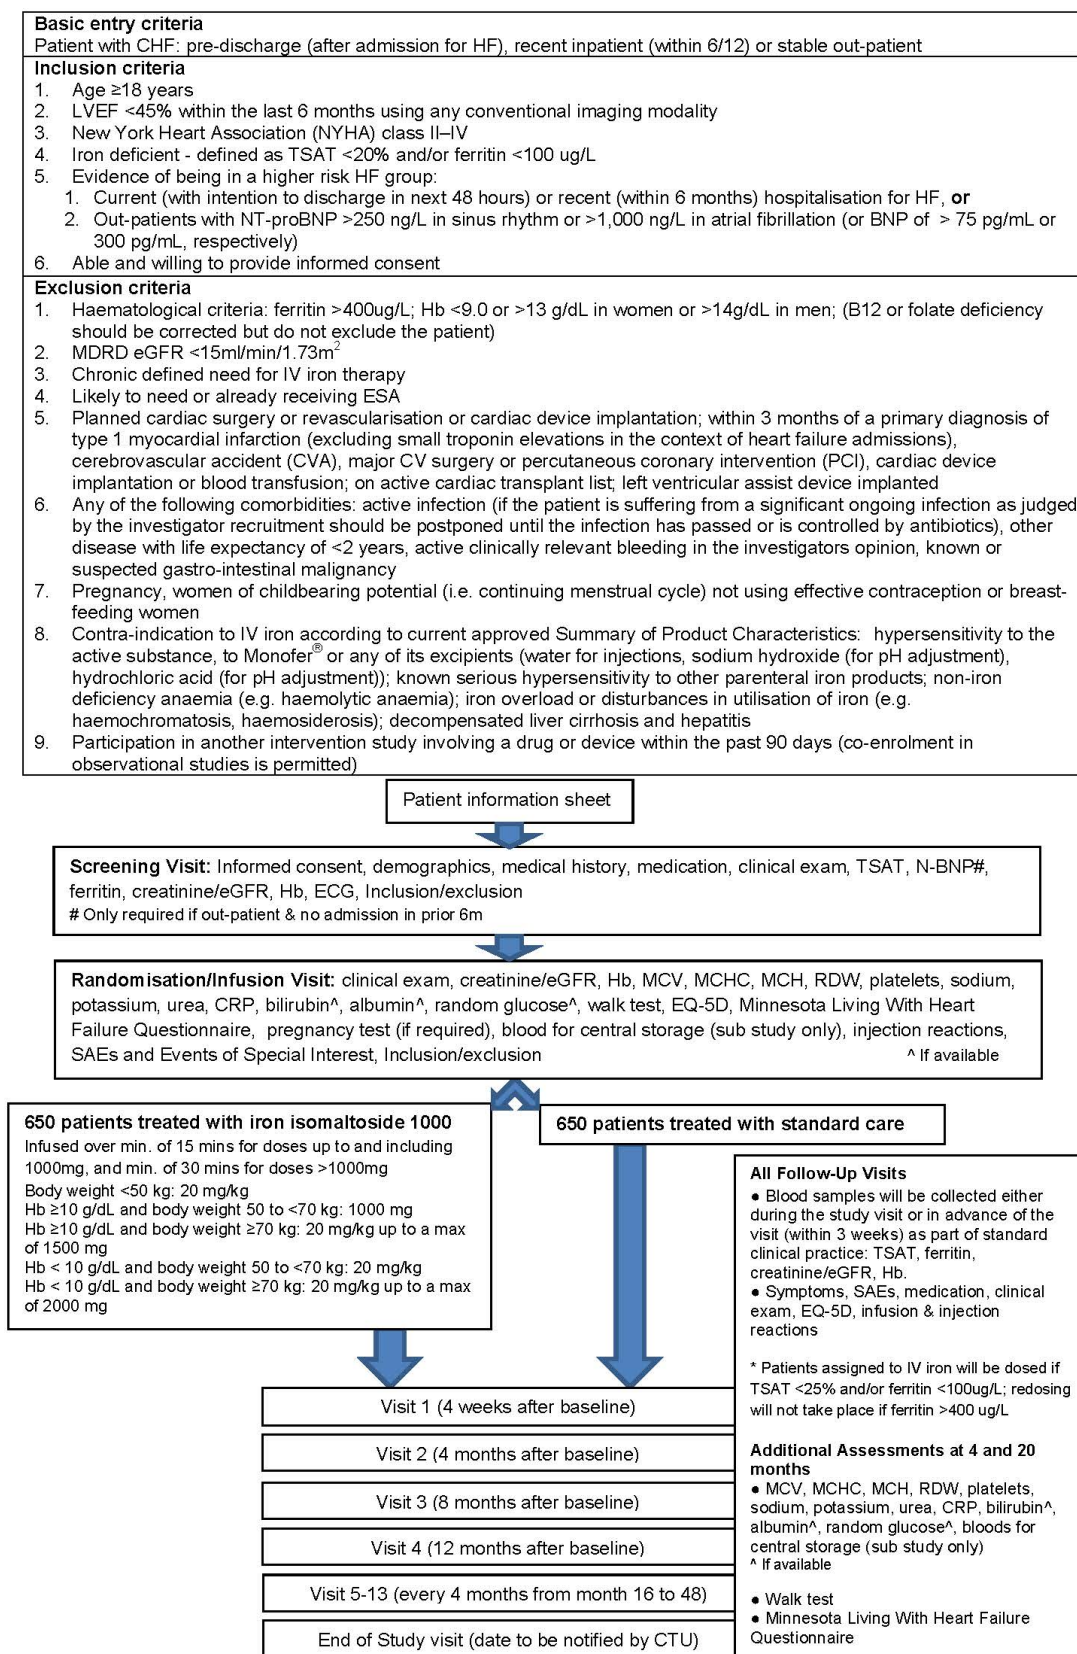 Basic entry criteria
Patient with CHF: pre-discharge (after admission for HF), recent inpatient (within 6/12) or stable out-patient
Inclusion criteria
1. Age ≥18 years
2. LVEF <45% within the last 6 months using any conventional imaging modality
3. New York Heart Association (NYHA) class II–IV
4. Iron deficient - defined as TSAT <20% and/or ferritin <100 ug/L
5. Evidence of being in a higher risk HF group:
1. Current (with intention to discharge in next 48 hours) or recent (within 6 months) hospitalisation for HF, or
2. Out-patients with NT-proBNP >250 ng/L in sinus rhythm or >1,000 ng/L in atrial fibrillation (or BNP of > 75 pg/mL or
300 pg/mL, respectively)
6. Able and willing to provide informed consent
Exclusion criteria
1. Haematological criteria: ferritin >400ug/L; Hb <9.0 or >13 g/dL in women or >14g/dL in men; (B12 or folate deficiency
should be corrected but do not exclude the patient)
2. MDRD eGFR <15ml/min/1.73m²
3. Chronic defined need for IV iron therapy
4. Likely to need or already receiving ESA
5. Planned cardiac surgery or revascularisation or cardiac device implantation; within 3 months of a primary diagnosis of
type 1 myocardial infarction (excluding small troponin elevations in the context of heart failure admissions),
cerebrovascular accident (CVA), major CV surgery or percutaneous coronary intervention (PCI), cardiac device
implantation or blood transfusion; on active cardiac transplant list; left ventricular assist device implanted
6. Any of the following comorbidities: active infection (if the patient is suffering from a significant ongoing infection as judged
by the investigator recruitment should be postponed until the infection has passed or is controlled by antibiotics), other
disease with life expectancy of <2 years, active clinically relevant bleeding in the investigators opinion, known or
suspected gastro-intestinal malignancy
7. Pregnancy, women of childbearing potential (i.e. continuing menstrual cycle) not using effective contraception or breast-
feeding women
8. Contra-indication to IV iron according to current approved Summary of Product Characteristics: hypersensitivity to the
active substance, to Monofer® or any of its excipients (water for injections, sodium hydroxide (for pH adjustment),
hydrochloric acid (for pH adjustment)); known serious hypersensitivity to other parenteral iron products; non-iron
deficiency anaemia (e.g. haemolytic anaemia); iron overload or disturbances in utilisation of iron (e.g.
haemochromatosis, haemosiderosis); decompensated liver cirrhosis and hepatitis
9. Participation in another intervention study involving a drug or device within the past 90 days (co-enrolment in
observational studies is permitted)
Patient information sheet
Screening Visit: Informed consent, demographics, medical history, medication, clinical exam, TSAT, N-BNP#,
ferritin, creatinine/eGFR, Hb, ECG, Inclusion/exclusion
# Only required if out-patient & no admission in prior 6m
Randomisation/Infusion Visit: clinical exam, creatinine/eGFR, Hb, MCV, MCHC, MCH, RDW, platelets, sodium,
potassium, urea, CRP, bilirubin^, albumin^, random glucose^, walk test, EQ-5D, Minnesota Living With Heart
Failure Questionnaire, pregnancy test (if required), blood for central storage (sub study only), injection reactions,
SAEs and Events of Special Interest, Inclusion/exclusion ^ If available
650 patients treated with iron isomaltoside 1000
Infused over min. of 15 mins for doses up to and including
1000mg, and min. of 30 mins for doses >1000mg
Body weight <50 kg: 20 mg/kg
Hb ≥10 g/dL and body weight 50 to <70 kg: 1000 mg
Hb ≥10 g/dL and body weight ≥70 kg: 20 mg/kg up to a max
of 1500 mg
Hb < 10 g/dL and body weight 50 to <70 kg: 20 mg/kg
Hb < 10 g/dL and body weight ≥70 kg: 20 mg/kg up to a max
of 2000 mg
650 patients treated with standard care
All Follow-Up Visits
● Blood samples will be collected either
during the study visit or in advance of the
visit (within 3 weeks) as part of standard
clinical practice: TSAT, ferritin,
creatinine/eGFR, Hb.
● Symptoms, SAEs, medication, clinical
exam, EQ-5D, infusion & injection
reactions
* Patients assigned to IV iron will be dosed if
TSAT <25% and/or ferritin <100ug/L; redosing
will not take place if ferritin >400 ug/L
Additional Assessments at 4 and 20
months
● MCV, MCHC, MCH, RDW, platelets,
sodium, potassium, urea, CRP, bilirubin^,
albumin^, random glucose^, bloods for
central storage (sub study only)
^ If available
● Walk test
● Minnesota Living With Heart Failure
Questionnaire
Visit 1 (4 weeks after baseline)
Visit 2 (4 months after baseline)
Visit 3 (8 months after baseline)
Visit 4 (12 months after baseline)
Visit 5-13 (every 4 months from month 16 to 48)
End of Study visit (date to be notified by CTU)